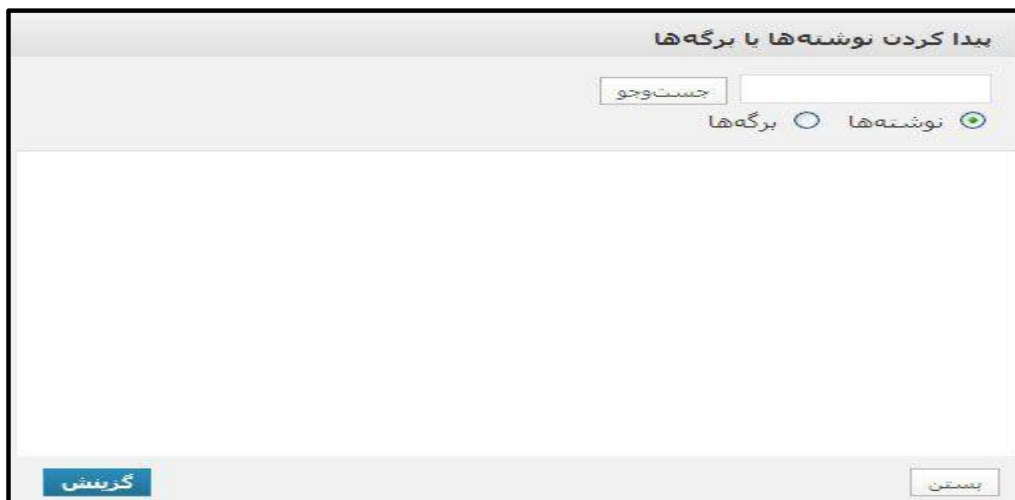 پیدا کردن نوشته‌ها یا برگه‌ها
جست‌وجو
نوشته‌ها برگه‌ها
بستن گزینش